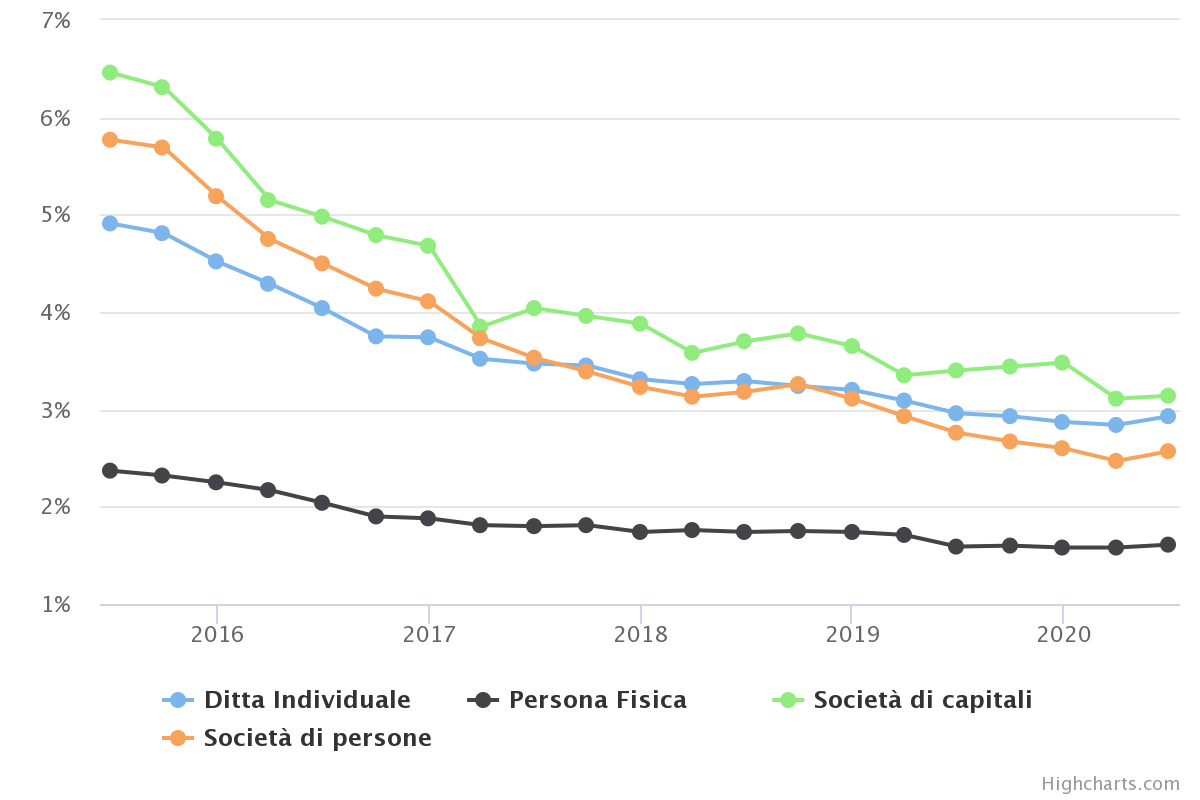 7%
6%
5%
4%
3%
2%
1%
2016 2017 2018 2019 2020
Ditta Individuale Persona Fisica Società di capitali
Società di persone
Highcharts.com